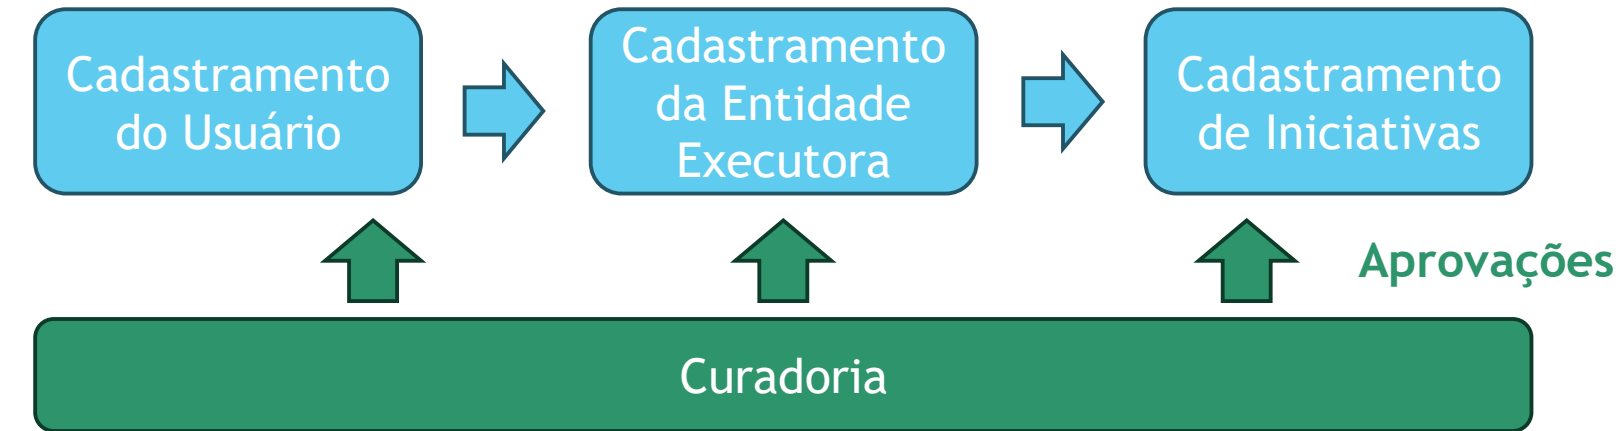 Cadastramento
do Usuário
Cadastramento
da Entidade
Executora
Cadastramento
de Iniciativas
Aprovações
Curadoria